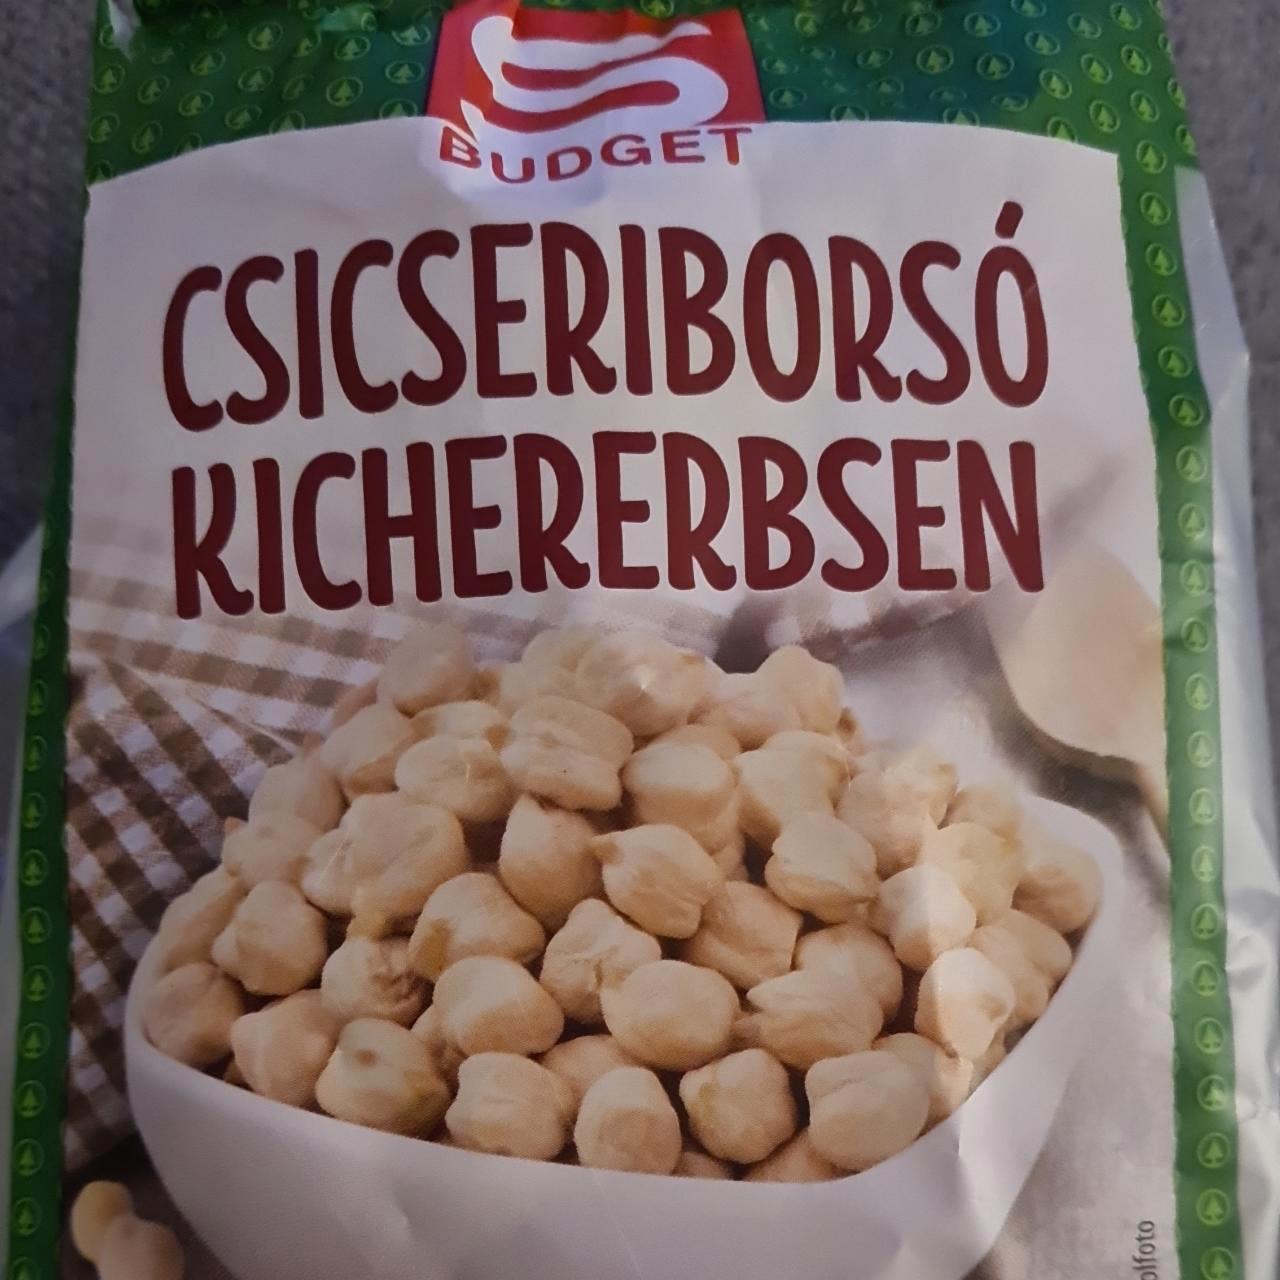 S
BUDGET
CSICSERIBORSÓ
KICHERERBSEN